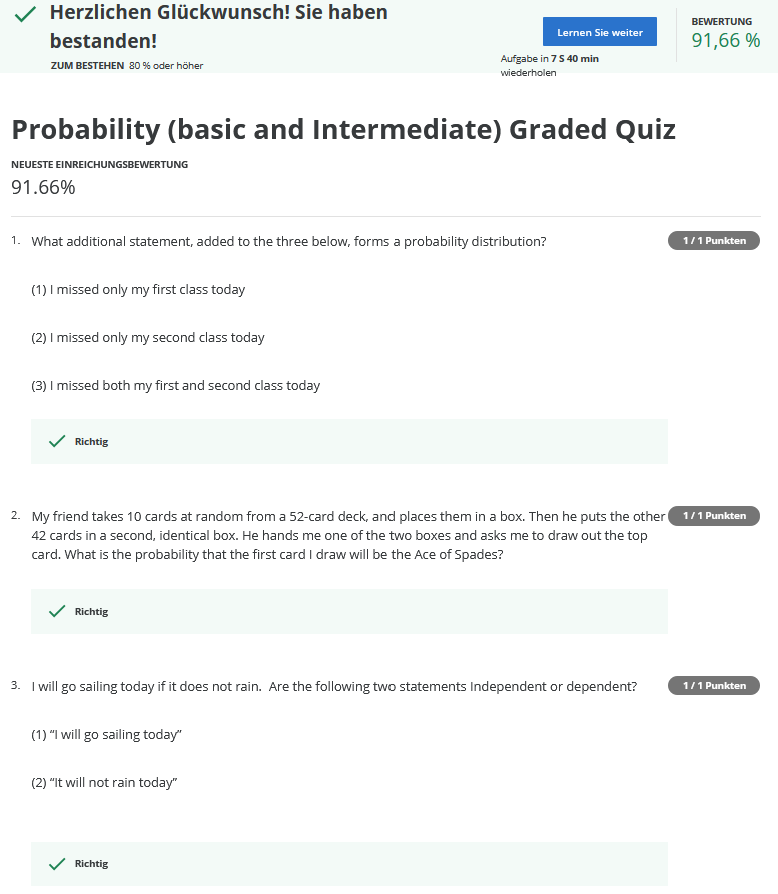 Herzlichen Glückwunsch! Sie haben
bestanden!
ZUM BESTEHEN 80 % oder höher
Lernen Sie weiter
Aufgabe in 7 S 40 min
wiederholen
BEWERTUNG
91,66 %
Probability (basic and Intermediate) Graded Quiz
NEUESTE EINREICHUNGSBEWERTUNG
91.66%
1. What additional statement, added to the three below, forms a probability distribution?
1 / 1 Punkten
(1) I missed only my first class today
(2) I missed only my second class today
(3) I missed both my first and second class today
Richtig
2. My friend takes 10 cards at random from a 52-card deck, and places them in a box. Then he puts the other
1 / 1 Punkten
42 cards in a second, identical box. He hands me one of the two boxes and asks me to draw out the top
card. What is the probability that the first card I draw will be the Ace of Spades?
Richtig
3. I will go sailing today if it does not rain. Are the following two statements Independent or dependent?
1 / 1 Punkten
(1) “I will go sailing today”
(2) “It will not rain today”
Richtig